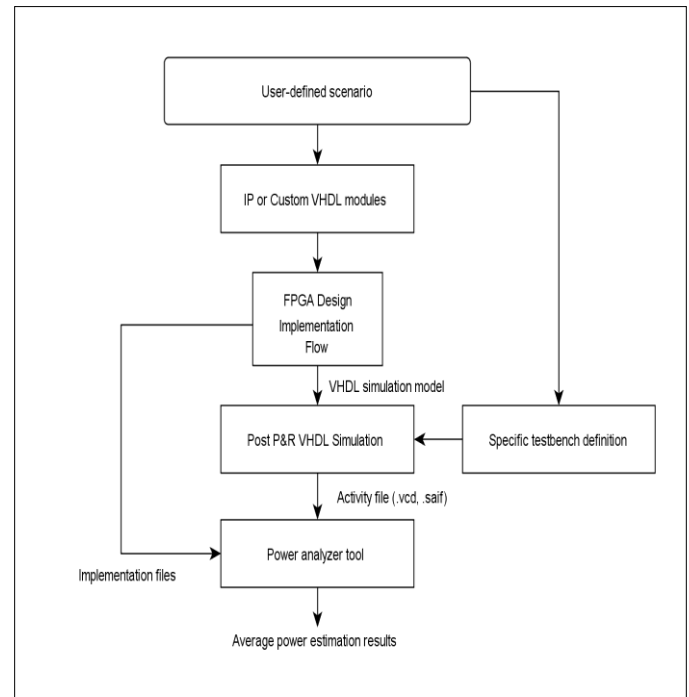 User-defined scenario
IP or Custom VHDL modules
FPGA Design
Implementation
Flow
VHDL simulation model
Post P&R VHDL Simulation
Specific testbench definition
Activity file (.vcd, .saif)
Power analyzer tool
Implementation files
Average power estimation results